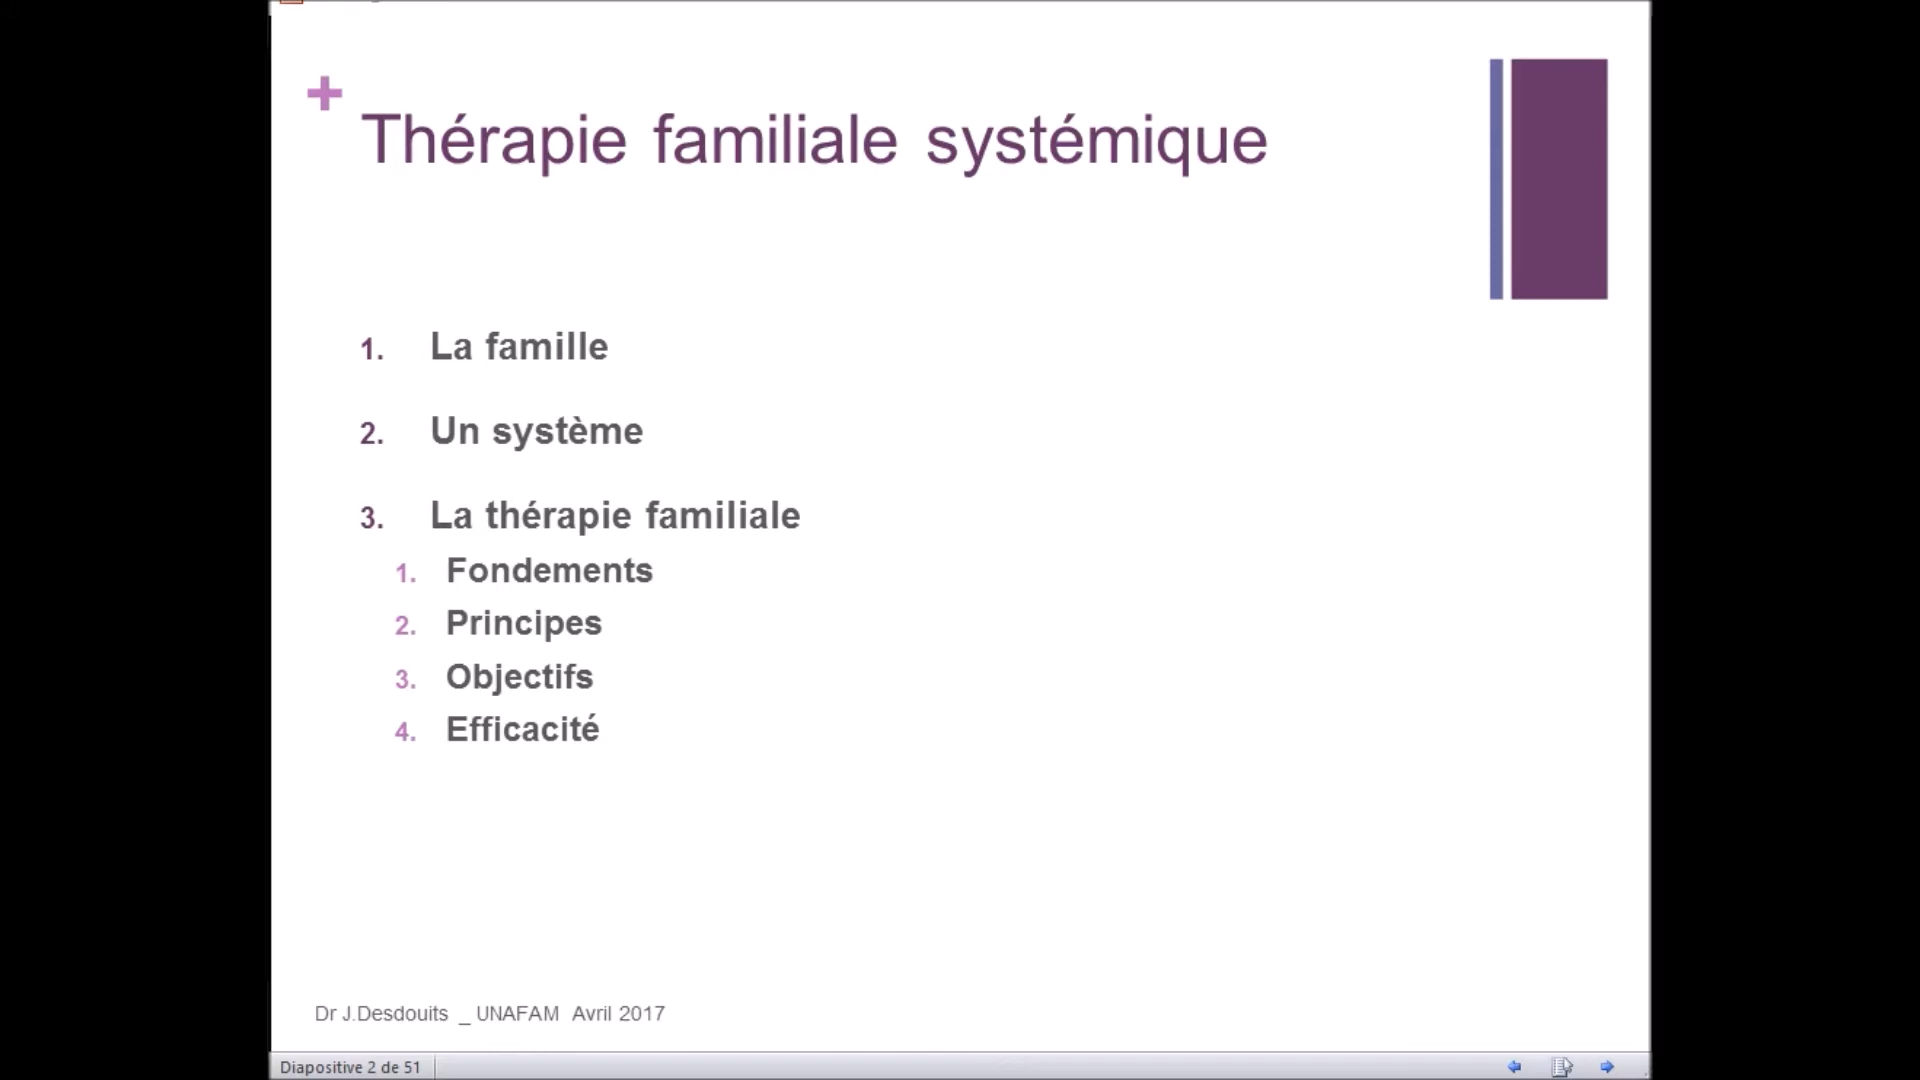 +
Thérapie familiale systémique
1. La famille
2. Un système
3. La thérapie familiale
1. Fondements
2. Principes
3. Objectifs
4. Efficacité
Dr J.Desdouits _ UNAFAM Avril 2017
Diapositive 2 de 51